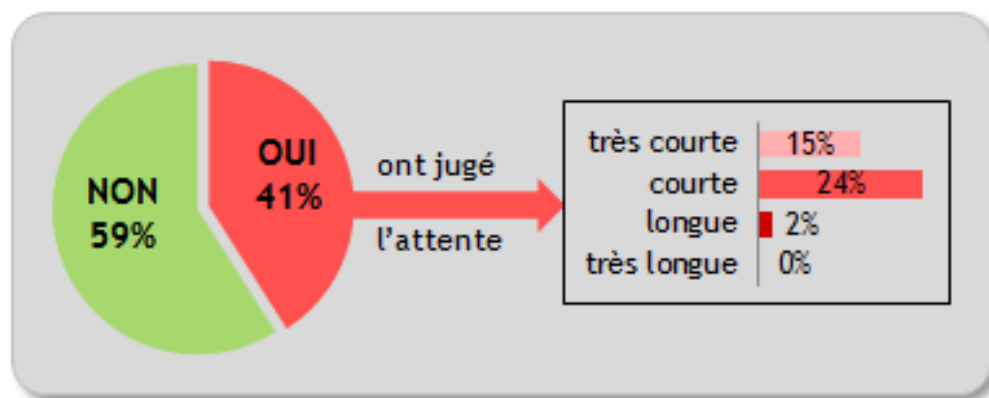 NON
59%
OUI
41%
ont jugé
l'attente
très courte 15%
courte 24%
longue 2%
très longue 0%